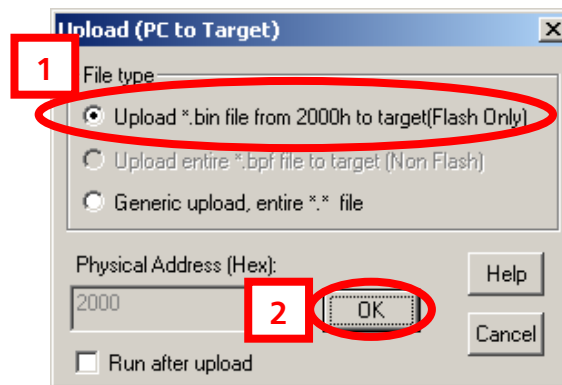 Upload (PC to Target)
1
File type
Upload *.bin file from 2000h to target(Flash Only)
Upload entire *.bpf file to target (Non Flash)
Generic upload, entire *.* file
Physical Address (Hex):
Help
2000
2
OK
Cancel
Run after upload